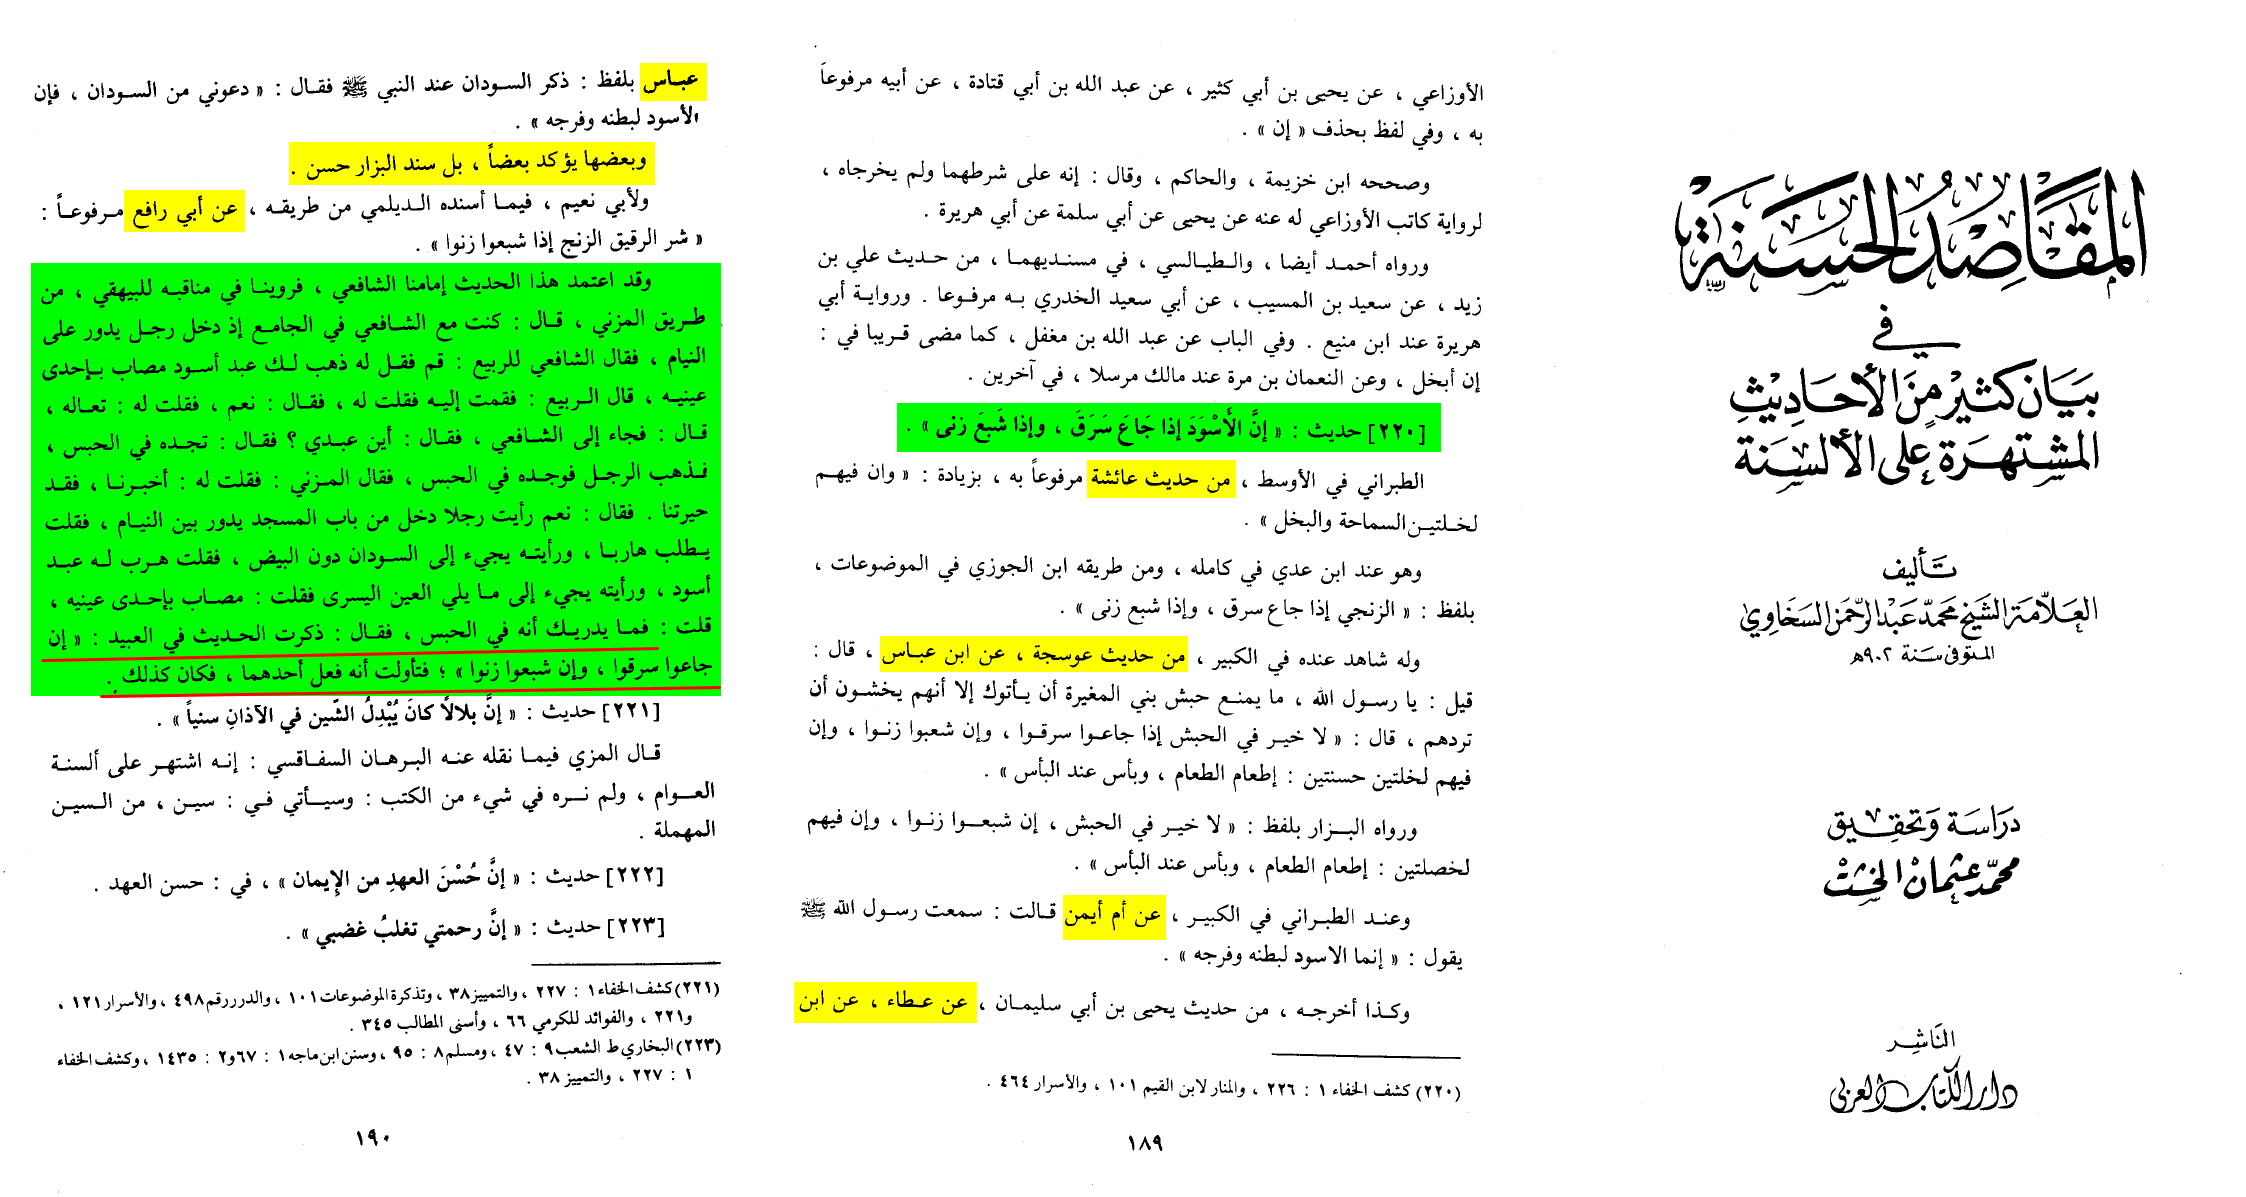 المقاصد الحسنة
في
بيان كثير من الأحاديث
المشتهرة على الألسنة
تأليف
العلامة الشيخ محمد عبد الرحمن السخاوي
المتوفى سنة ٩٠٢هـ
دراسة وتحقيق
محمد عثمان الخشت
الناشر
دار الكتاب العربي
الأوزاعي ، عن يحيى بن أبي كثير ، عن عبد الله بن أبي قتادة ، عن أبيه مرفوعاً
به ، وفي لفظ بحذف « إن » .
وصححه ابن خزيمة ، والحاكم ، وقال : إنه على شرطهما ولم يخرجاه ،
لرواية كاتب الأوزاعي له عنه عن يحيى عن أبي سلمة عن أبي هريرة .
ورواه أحمد أيضا ، والطيالسي ، في مسنديهما ، من حديث علي بن
زيد ، عن سعيد بن المسيب ، عن أبي سعيد الخدري به مرفوعا . ورواية أبي
هريرة عند ابن منيع . وفي الباب عن عبد الله بن مغفل ، كما مضى قريبا في :
إن أبخل ، وعن النعمان بن مرة عند مالك مرسلا ، في آخرين .
[٢٢٠] حديث : « إنَّ الأَسْوَدَ إذا جَاعَ سَرَقَ ، وإذا شَبعَ زنى » .
الطبراني في الأوسط ، من حديث عائشة مرفوعاً به ، بزيادة : « وان فيهم
لخلتين السماحة والبخل » .
وهو عند ابن عدي في كامله ، ومن طريقه ابن الجوزي في الموضوعات ،
بلفظ : « الزنجي إذا جاع سرق ، وإذا شبع زنى » .
وله شاهد عنده في الكبير ، من حديث عوسجة ، عن ابن عباس ، قال :
قيل : يا رسول الله ، ما يمنع حبش بني المغيرة أن يأتوك إلا أنهم يخشون أن
تردهم ، قال : « لا خير في الحبش إذا جاعوا سرقوا ، وإن شعبوا زنوا ، وإن
فيهم لخلتين حسنتين : إطعام الطعام ، وبأس عند البأس » .
ورواه البزار بلفظ : « لا خير في الحبش ، إن شبعوا زنوا ، وإن فيهم
لخصلتين : إطعام الطعام ، وبأس عند البأس » .
وعند الطبراني في الكبير ، عن أم أيمن قالت : سمعت رسول الله ﷺ
يقول : « إنما الاسود لبطنه وفرجه » .
وكذا أخرجه ، من حديث يحيى بن أبي سليمان ، عن عطاء ، عن ابن
(٢٢٠) كشف الخفاء ١ : ٢٢٦ ، والمنار لابن القيم ١٠١ ، والأسرار ٤٦٤ .
١٨٩
عباس بلفظ : ذكر السودان عند النبي ﷺ فقال : « دعوني من السودان ، فإن
الأسود لبطنه وفرجه » .
وبعضها يؤكد بعضاً ، بل سند البزار حسن .
ولأبي نعيم ، فيما أسنده الديلمي من طريقه ، عن أبي رافع مرفوعاً :
« شر الرقيق الزنج إذا شبعوا زنوا » .
وقد اعتمد هذا الحديث إمامنا الشافعي ، فروينا في مناقبه للبيهقي ، من
طريق المزني ، قال : كنت مع الشافعي في الجامع إذ دخل رجل يدور على
النيام ، فقال الشافعي للربيع : قم فقل له ذهب لك عبد أسود مصاب بإحدى
عينيه ، قال الربيع : فقمت إليه فقلت له ، فقال : نعم ، فقلت له : تعاله ،
قال : فجاء إلى الشافعي ، فقال : أين عبدي ؟ فقال : تجده في الحبس ،
فذهب الرجل فوجده في الحبس ، فقال المزني : فقلت له : أخبرنا ، فقد
حيرتنا . فقال : نعم رأيت رجلا دخل من باب المسجد يدور بين النيام ، فقلت
يطلب هاربا ، ورأيته يجيء إلى السودان دون البيض ، فقلت هرب له عبد
أسود ، ورأيته يجيء إلى ما يلي العين اليسرى فقلت : مصاب بإحدى عينيه ،
قلت : فما يدريك أنه في الحبس ، فقال : ذكرت الحديث في العبيد : « إن
جاعوا سرقوا ، وإن شبعوا زنوا » ؛ فتأولت أنه فعل أحدهما ، فكان كذلك .
[٢٢١] حديث : « إنَّ بلالاً كانَ يُبْدِلُ الشّين في الآذانِ سنياً » .
قال المزي فيما نقله عنه البرهان السفاقسي : إنه اشتهر على ألسنة
العوام ، ولم نره في شيء من الكتب : وسيأتي في : سين ، من السين
المهملة .
[٢٢٢] حديث : « إنَّ حُسْنَ العهدِ من الإيمان » ، في : حسن العهد .
[٢٢٣] حديث : « إنَّ رحمتي تغلبُ غضبي » .
(٢٢١) كشف الخفاء ١ : ٢٢٧ ، والتمييز ٣٨ ، وتذكرة الموضوعات ١٠١ ، والدرر رقم ٤٩٨ ، والأسرار ١٢١ ،
و٢٢١ ، والفوائد للكرمي ٦٦ ، وأسنى المطالب ٣٤٥ .
(٢٢٣) البخاري ط الشعب ٩ : ٤٧ ، ومسلم ٨ : ٩٥ ، وسنن ابن ماجه ١ : ٦٧ و٢ : ١٤٣٥ ، وكشف الخفاء
١ : ٢٢٧ ، والتمييز ٣٨ .
١٩٠